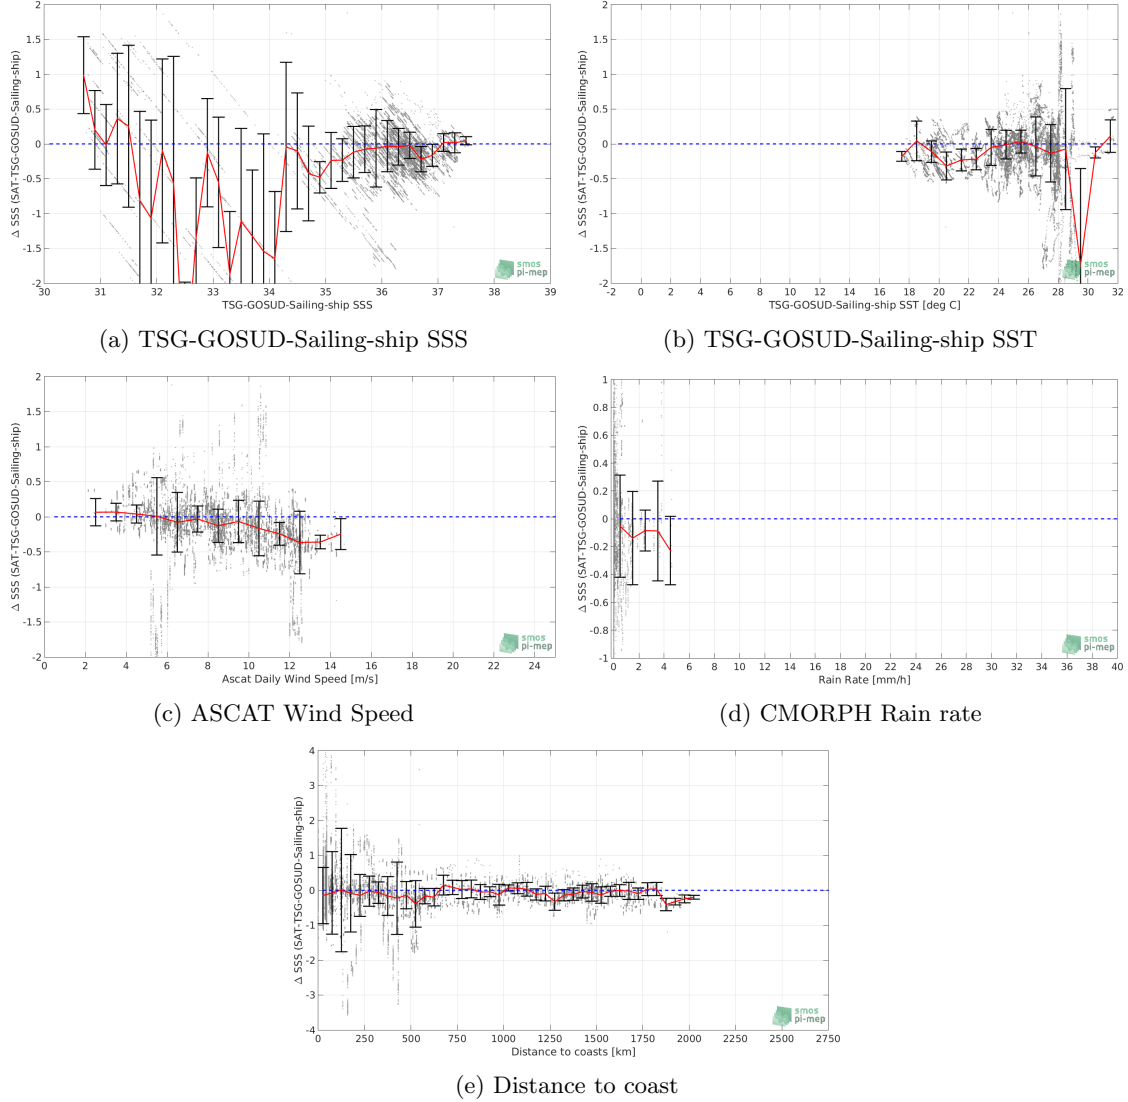 2
1.5
1
0.5
0
-0.5
-1
-1.5
-2
Δ SSS (SAT-TSG-GOSUD-Sailing-ship)
30 31 32 33 34 35 36 37 38 39
TSG-GOSUD-Sailing-ship SSS
smos
pi-mep
(a) TSG-GOSUD-Sailing-ship SSS
2
1.5
1
0.5
0
-0.5
-1
-1.5
-2
Δ SSS (SAT-TSG-GOSUD-Sailing-ship)
-2 0 2 4 6 8 10 12 14 16 18 20 22 24 26 28 30 32
TSG-GOSUD-Sailing-ship SST [deg C]
smos
pi-mep
(b) TSG-GOSUD-Sailing-ship SST
2
1.5
1
0.5
0
-0.5
-1
-1.5
-2
Δ SSS (SAT-TSG-GOSUD-Sailing-ship)
0 2 4 6 8 10 12 14 16 18 20 22 24
Ascat Daily Wind Speed [m/s]
smos
pi-mep
(c) ASCAT Wind Speed
1
0.8
0.6
0.4
0.2
0
-0.2
-0.4
-0.6
-0.8
-1
Δ SSS (SAT-TSG-GOSUD-Sailing-ship)
0 2 4 6 8 10 12 14 16 18 20 22 24 26 28 30 32 34 36 38 40
Rain Rate [mm/h]
smos
pi-mep
(d) CMORPH Rain rate
4
3
2
1
0
-1
-2
-3
-4
Δ SSS (SAT-TSG-GOSUD-Sailing-ship)
0 250 500 750 1000 1250 1500 1750 2000 2250 2500 2750
Distance to coasts [km]
smos
pi-mep
(e) Distance to coast